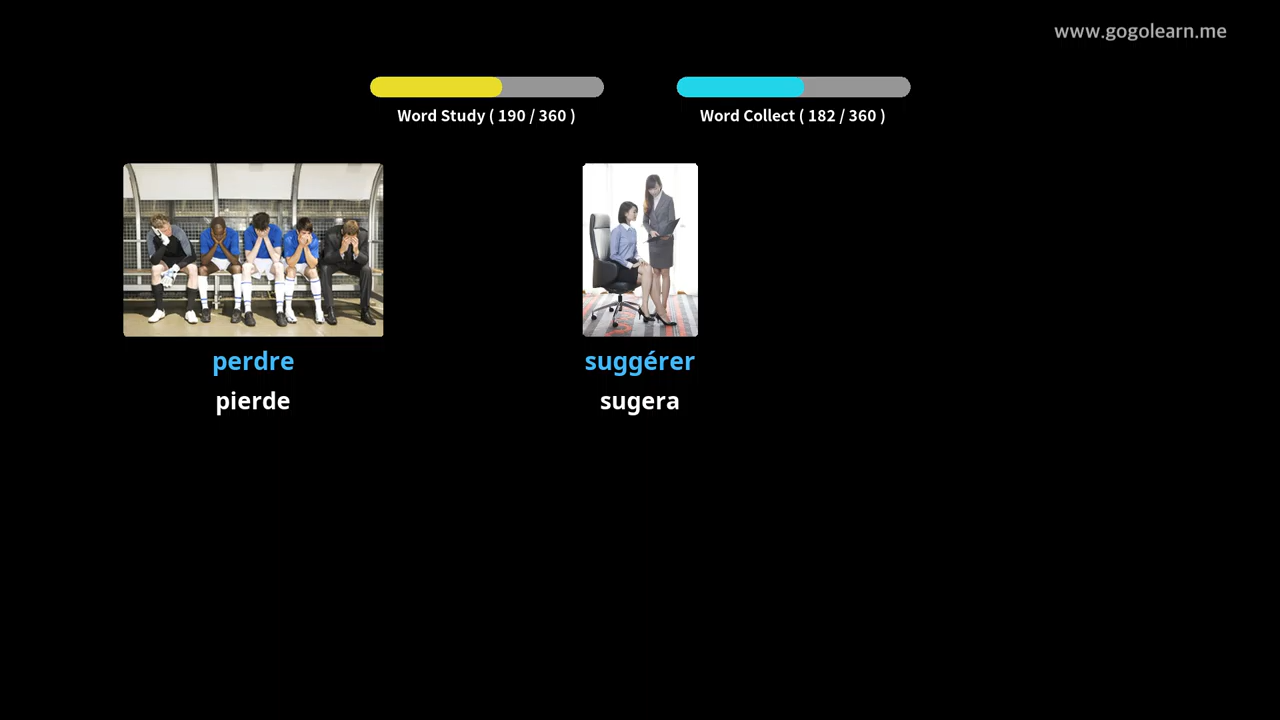 www.gogolearn.me
Word Study ( 190 / 360 )
Word Collect ( 182 / 360 )
perdre
pierde
suggérer
sugera